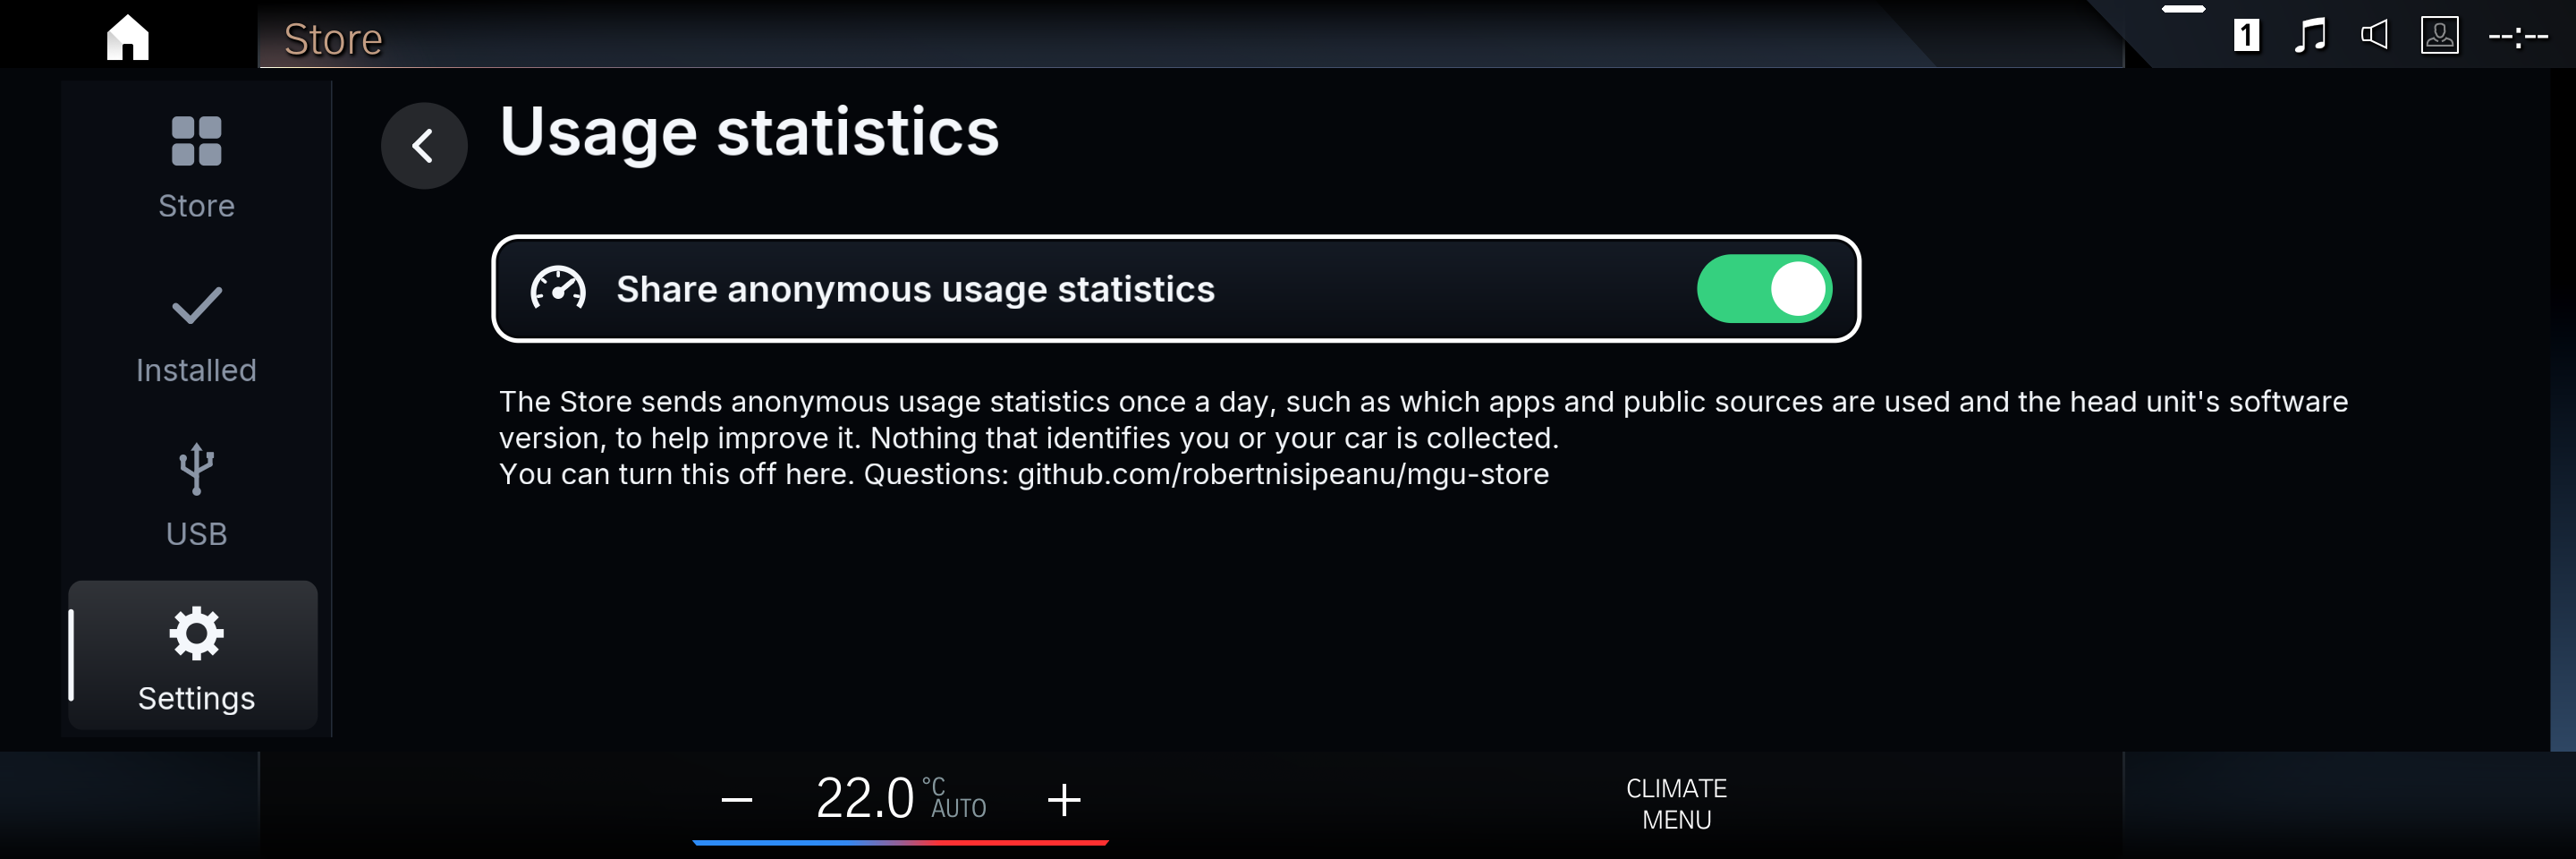 Store
1
--:--
Store
Installed
USB
Settings
Usage statistics
Share anonymous usage statistics
The Store sends anonymous usage statistics once a day, such as which apps and public sources are used and the head unit's software
version, to help improve it. Nothing that identifies you or your car is collected.
You can turn this off here. Questions: github.com/robertnisipeanu/mgu-store
− 22.0 °C AUTO +
CLIMATE
MENU